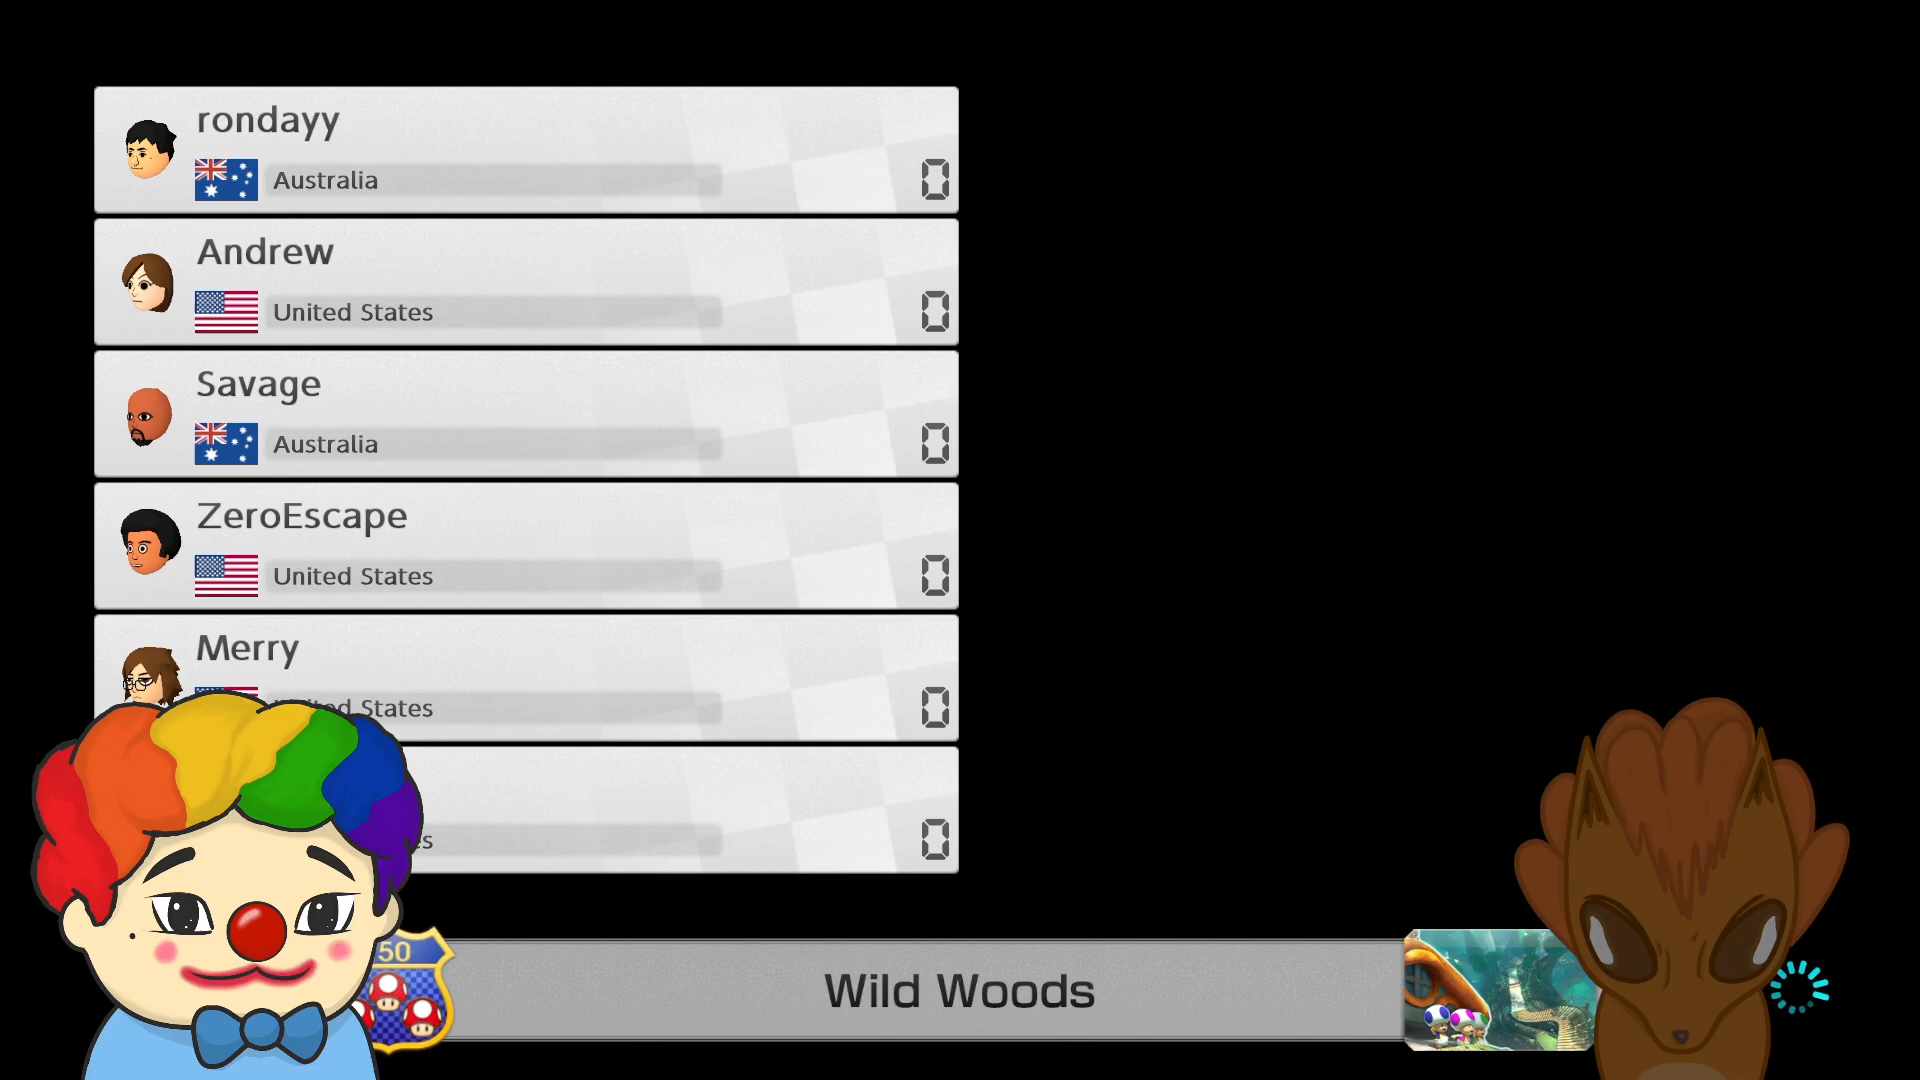 rondayy
Australia
0
Andrew
United States
0
Savage
Australia
0
ZeroEscape
United States
0
Merry
States
0
0
50
Wild Woods